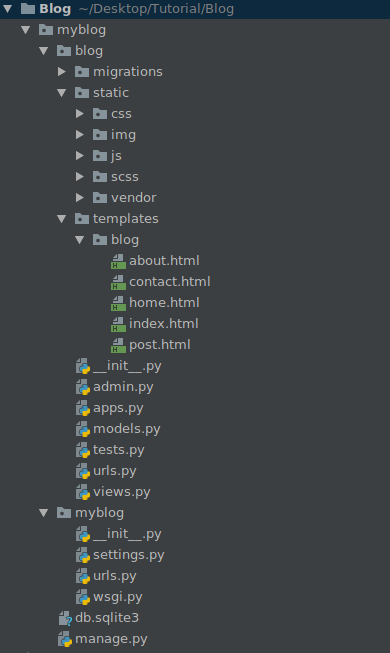 Blog ~/Desktop/Tutorial/Blog
myblog
blog
migrations
static
css
img
js
scss
vendor
templates
blog
about.html
contact.html
home.html
index.html
post.html
__init__.py
admin.py
apps.py
models.py
tests.py
urls.py
views.py
myblog
__init__.py
settings.py
urls.py
wsgi.py
db.sqlite3
manage.py